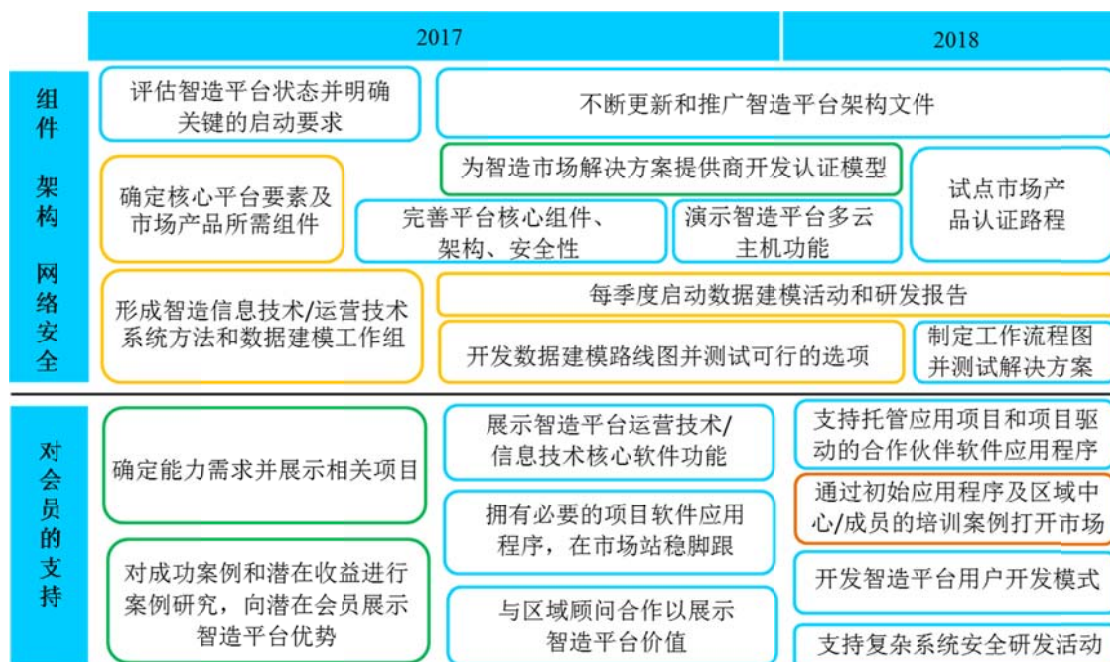 2017
2018
组件 架构 网络安全
评估智造平台状态并明确
关键的启动要求
不断更新和推广智造平台架构文件
为智造市场解决方案提供商开发认证模型
确定核心平台要素及
市场产品所需组件
完善平台核心组件、
架构、安全性
演示智造平台多云
主机功能
试点市场产
品认证路程
形成智造信息技术/运营技术
系统方法和数据建模工作组
每季度启动数据建模活动和研发报告
开发数据建模路线图并测试可行的选项
制定工作流程图
并测试解决方案
对会员的支持
确定能力需求并展示相关项目
对成功案例和潜在收益进行
案例研究，向潜在会员展示
智造平台优势
展示智造平台运营技术/
信息技术核心软件功能
拥有必要的项目软件应用
程序，在市场站稳脚跟
与区域顾问合作以展示
智造平台价值
支持托管应用项目和项目驱
动的合作伙伴软件应用程序
通过初始应用程序及区域中
心/成员的培训案例打开市场
开发智造平台用户开发模式
支持复杂系统安全研发活动